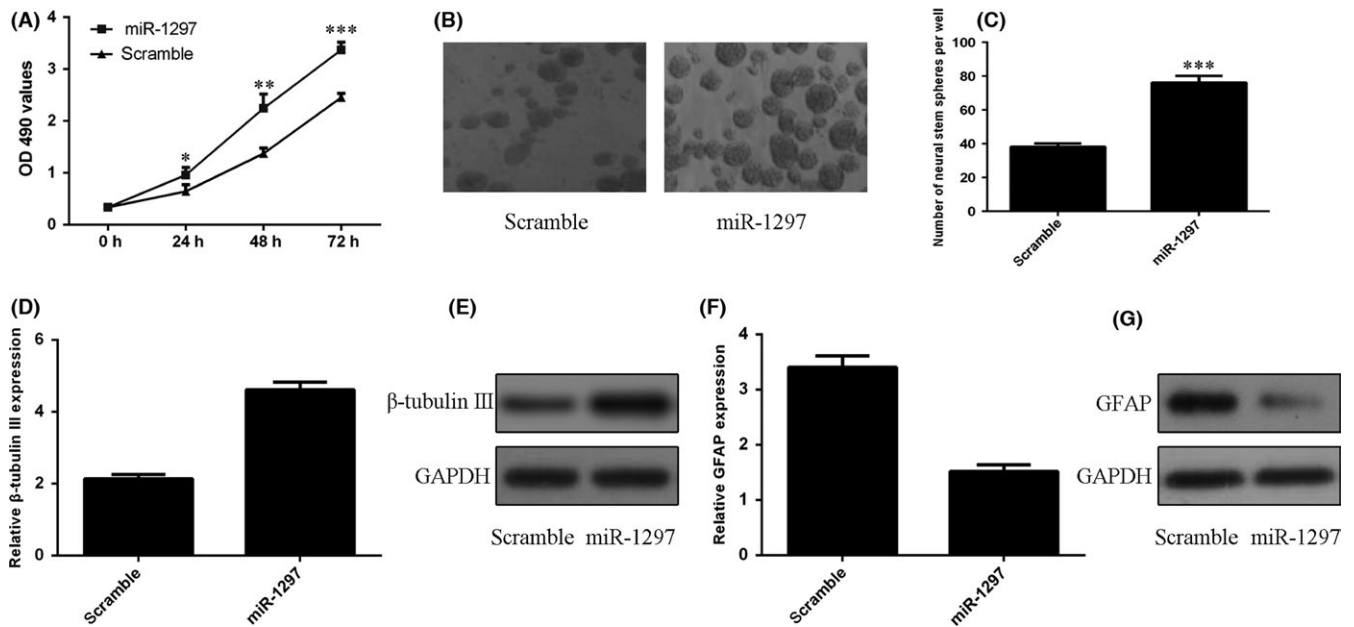 (A)
OD 490 values
4
3
2
1
0
miR-1297
Scramble
*
**
***
0 h 24 h 48 h 72 h
(B)
Scramble miR-1297
(C)
Number of neural stem spheres per well
100
80
60
40
20
0
***
Scramble
miR-1297
(D)
Relative β-tubulin III expression
6
4
2
0
Scramble
miR-1297
(E)
β-tubulin III
GAPDH
Scramble miR-1297
(F)
Relative GFAP expression
4
3
2
1
0
Scramble
miR-1297
(G)
GFAP
GAPDH
Scramble miR-1297